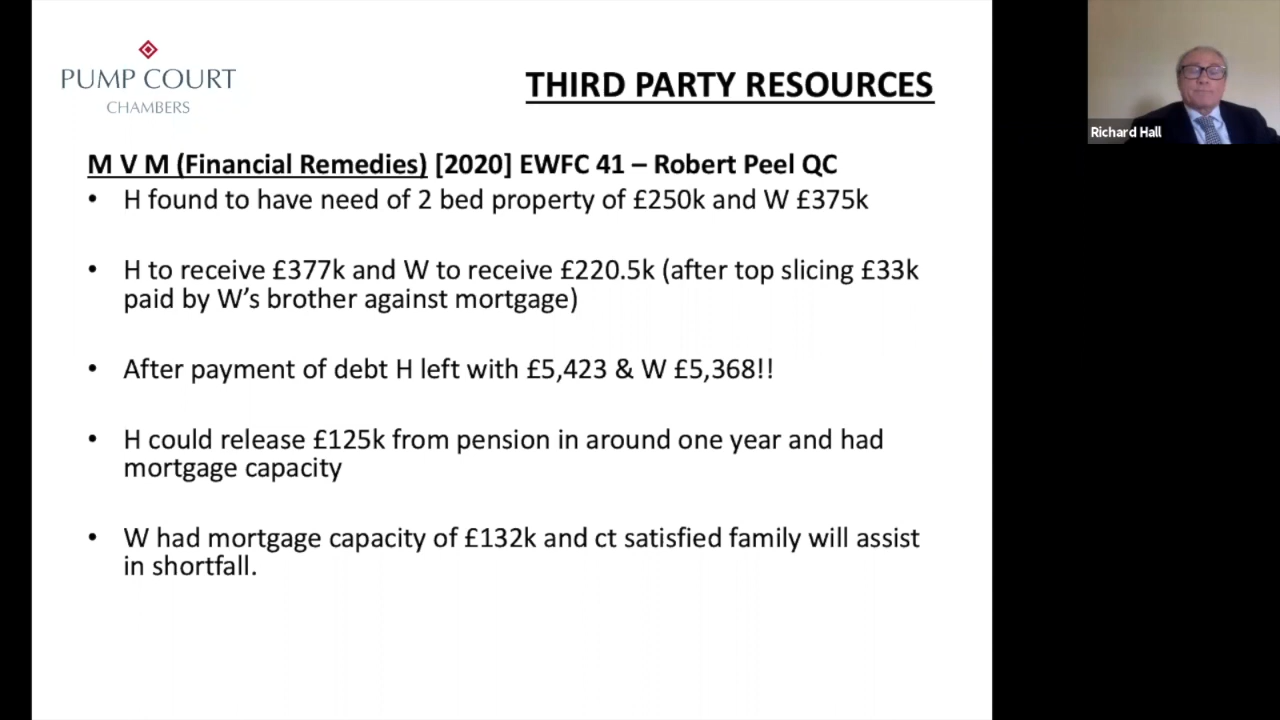 PUMP COURT
CHAMBERS
THIRD PARTY RESOURCES
Richard Hall
M V M (Financial Remedies) [2020] EWFC 41 – Robert Peel QC
• H found to have need of 2 bed property of £250k and W £375k
• H to receive £377k and W to receive £220.5k (after top slicing £33k
paid by W’s brother against mortgage)
• After payment of debt H left with £5,423 & W £5,368!!
• H could release £125k from pension in around one year and had
mortgage capacity
• W had mortgage capacity of £132k and ct satisfied family will assist
in shortfall.